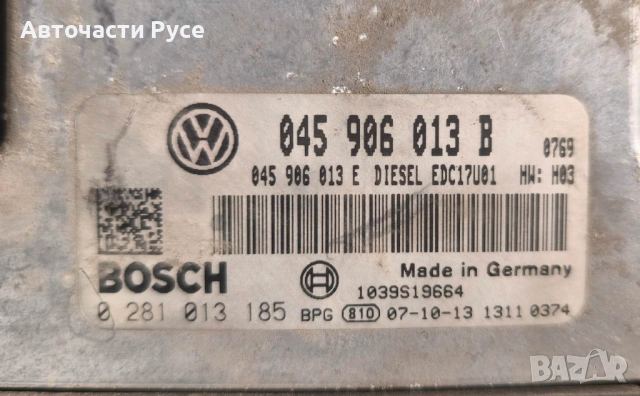 Авточасти Русе
045 906 013 B 0769
045 906 013 E DIESEL EDC17U01 HW: H03
BOSCH Made in Germany
1039S19664
0 281 013 185 BPG 810 07-10-13 1311 0374
BAZAR